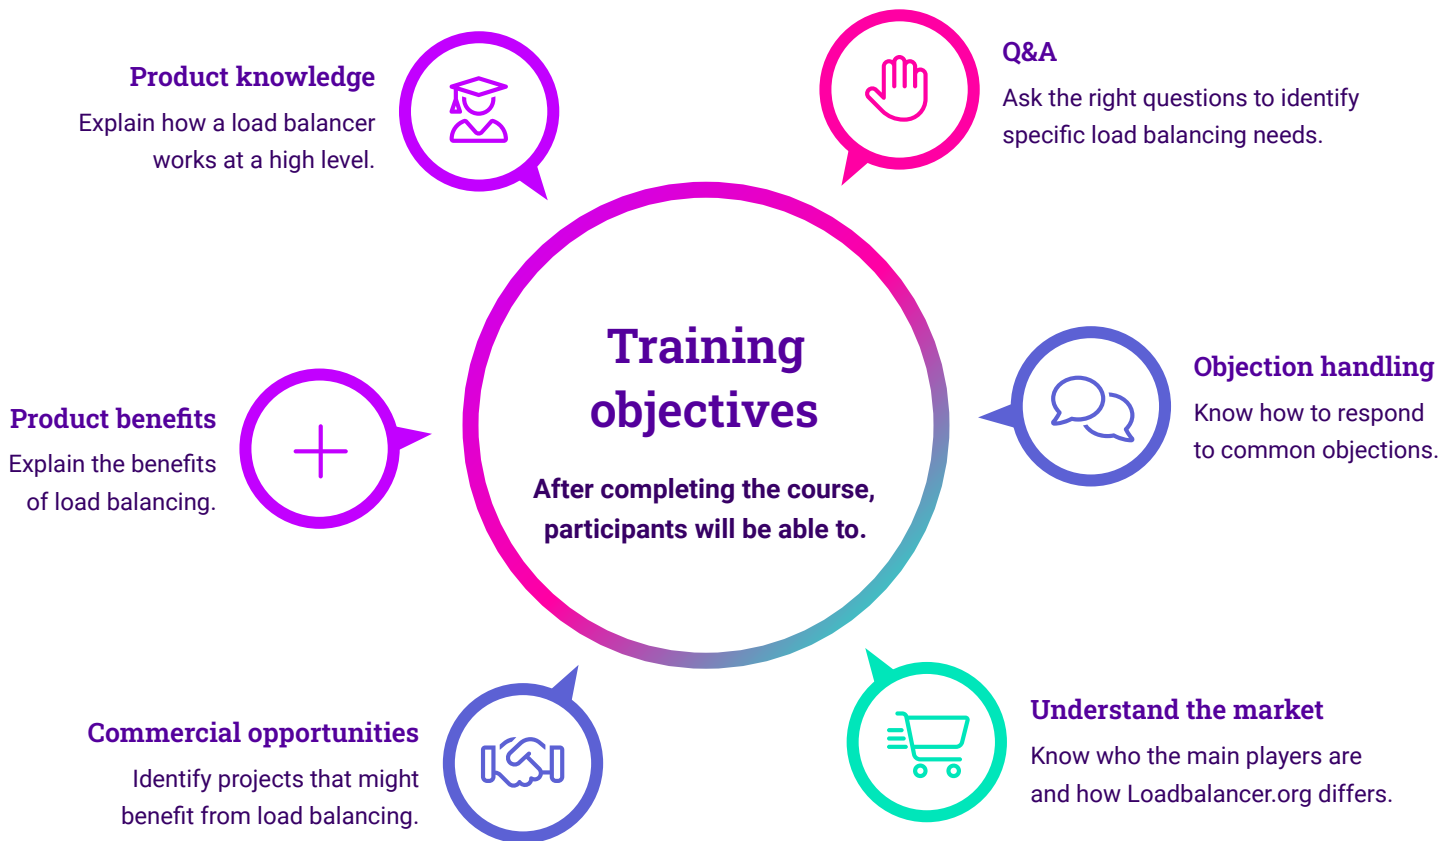 Training
objectives
After completing the course,
participants will be able to.
Product knowledge
Explain how a load balancer
works at a high level.
Product benefits
Explain the benefits
of load balancing.
Commercial opportunities
Identify projects that might
benefit from load balancing.
Q&A
Ask the right questions to identify
specific load balancing needs.
Objection handling
Know how to respond
to common objections.
Understand the market
Know who the main players are
and how Loadbalancer.org differs.